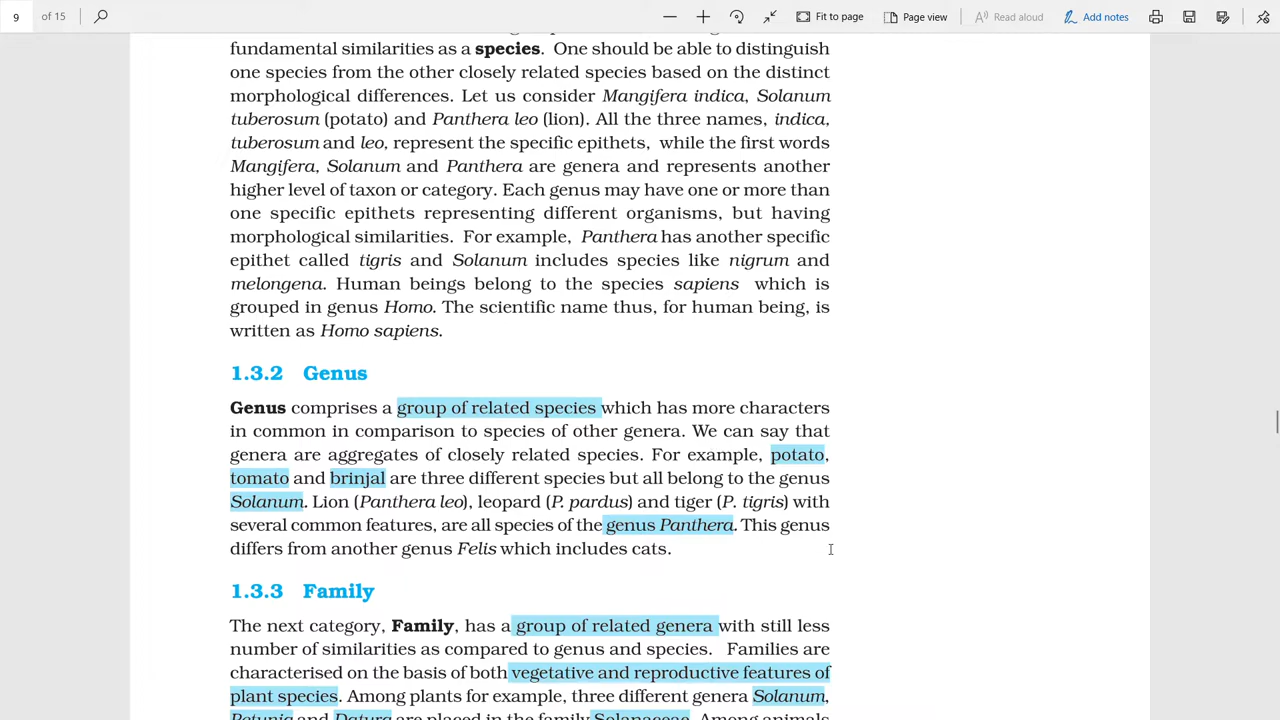 9 of 15 Fit to page Page view Read aloud Add notes
fundamental similarities as a species. One should be able to distinguish
one species from the other closely related species based on the distinct
morphological differences. Let us consider Mangifera indica, Solanum
tuberosum (potato) and Panthera leo (lion). All the three names, indica,
tuberosum and leo, represent the specific epithets, while the first words
Mangifera, Solanum and Panthera are genera and represents another
higher level of taxon or category. Each genus may have one or more than
one specific epithets representing different organisms, but having
morphological similarities. For example, Panthera has another specific
epithet called tigris and Solanum includes species like nigrum and
melongena. Human beings belong to the species sapiens which is
grouped in genus Homo. The scientific name thus, for human being, is
written as Homo sapiens.
1.3.2 Genus
Genus comprises a group of related species which has more characters
in common in comparison to species of other genera. We can say that
genera are aggregates of closely related species. For example, potato,
tomato and brinjal are three different species but all belong to the genus
Solanum. Lion (Panthera leo), leopard (P. pardus) and tiger (P. tigris) with
several common features, are all species of the genus Panthera. This genus
differs from another genus Felis which includes cats.
1.3.3 Family
The next category, Family, has a group of related genera with still less
number of similarities as compared to genus and species. Families are
characterised on the basis of both vegetative and reproductive features of
plant species. Among plants for example, three different genera Solanum,
Petunia and Datura are placed in the family Solanaceae. Among animals